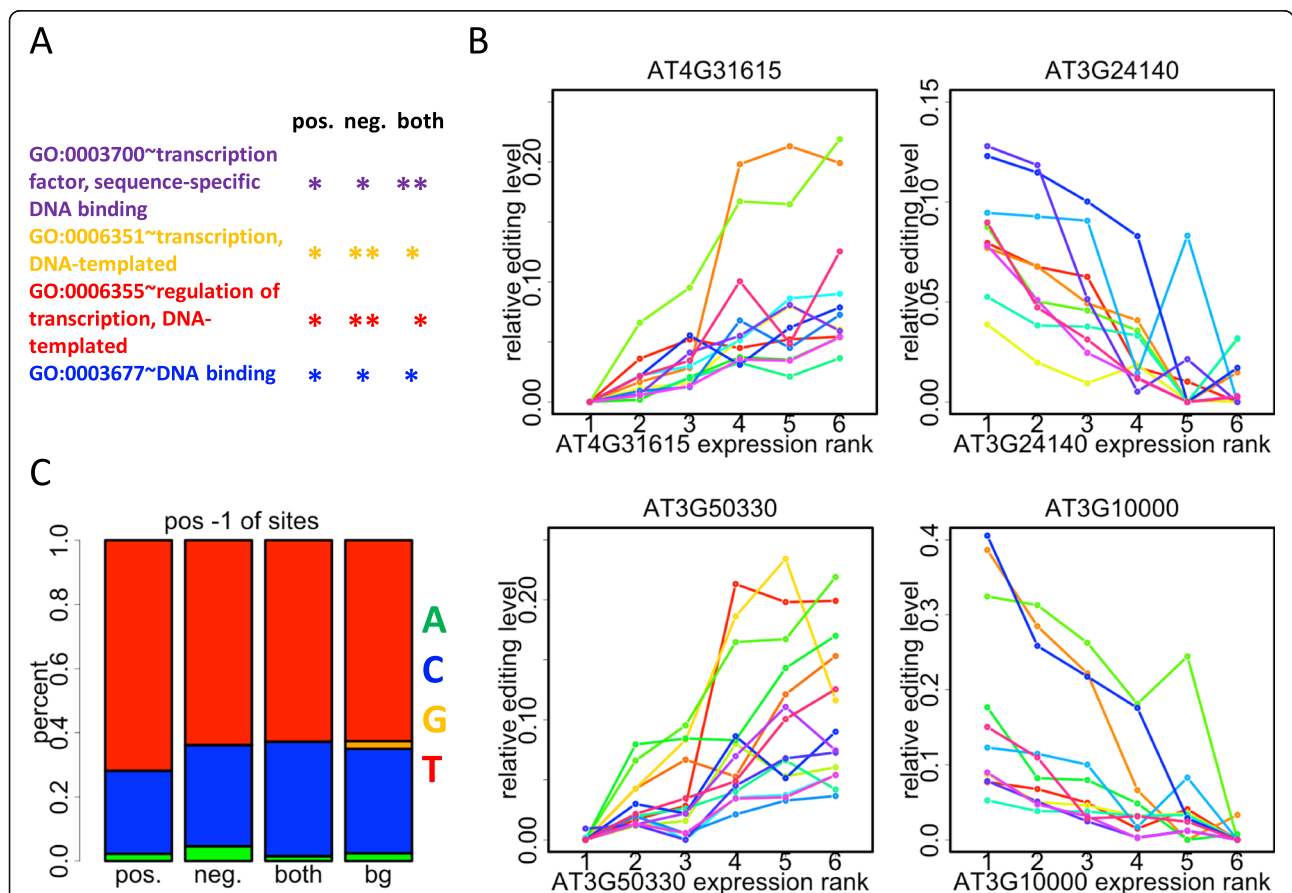 A
pos. neg. both
GO:0003700~transcription
factor, sequence-specific
DNA binding
* * **
GO:0006351~transcription,
DNA-templated
* ** *
GO:0006355~regulation of
transcription, DNA-
templated
* ** *
GO:0003677~DNA binding
* * *
B
AT4G31615
relative editing level
0.00 0.10 0.20
1 2 3 4 5 6
AT4G31615 expression rank
AT3G24140
relative editing level
0.00 0.05 0.10 0.15
1 2 3 4 5 6
AT3G24140 expression rank
AT3G50330
relative editing level
0.00 0.10 0.20
1 2 3 4 5 6
AT3G50330 expression rank
AT3G10000
relative editing level
0.0 0.1 0.2 0.3 0.4
1 2 3 4 5 6
AT3G10000 expression rank
C
pos -1 of sites
percent
0.0 0.2 0.4 0.6 0.8 1.0
pos. neg. both bg
A
C
G
T